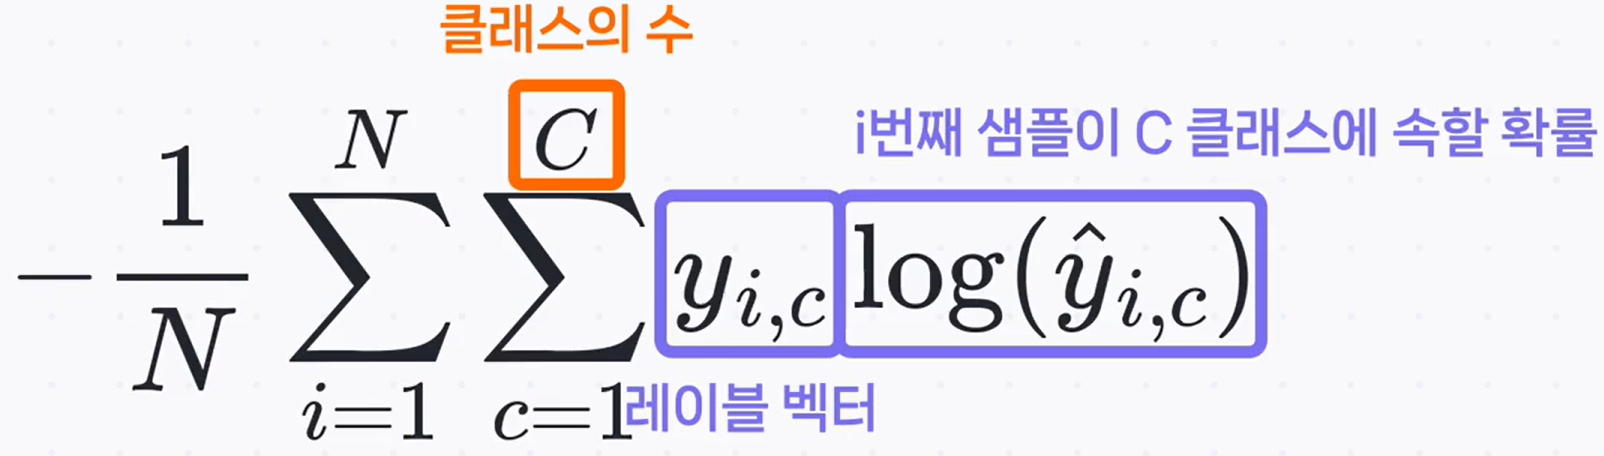 클래스의 수
i번째 샘플이 C 클래스에 속할 확률
$-\frac{1}{N}\sum_{i=1}^{N}\sum_{c=1}^{C} y_{i,c}\log(\hat{y}_{i,c})$
레이블 벡터